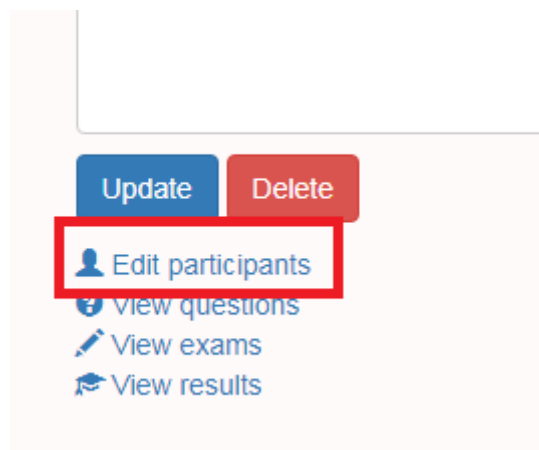 Update Delete
Edit participants
View questions
View exams
View results